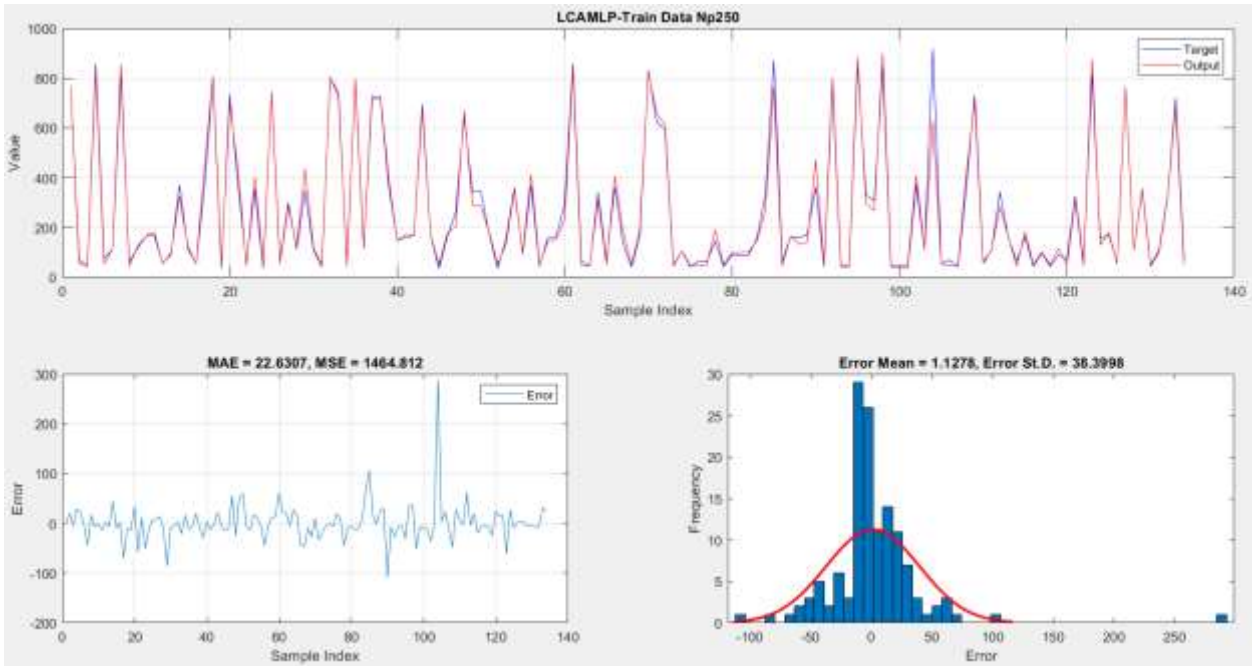 LCAMLP-Train Data Np250
Value
1000
800
600
400
200
0
Target
Output
0 20 40 60 80 100 120 140
Sample Index
MAE = 22.6307, MSE = 1464.812
Error
300
200
100
0
-100
-200
Error
0 20 40 60 80 100 120 140
Sample Index
Error Mean = 1.1278, Error St.D. = 38.3998
Frequency
30
25
20
15
10
5
0
-100 -50 0 50 100 150 200 250
Error